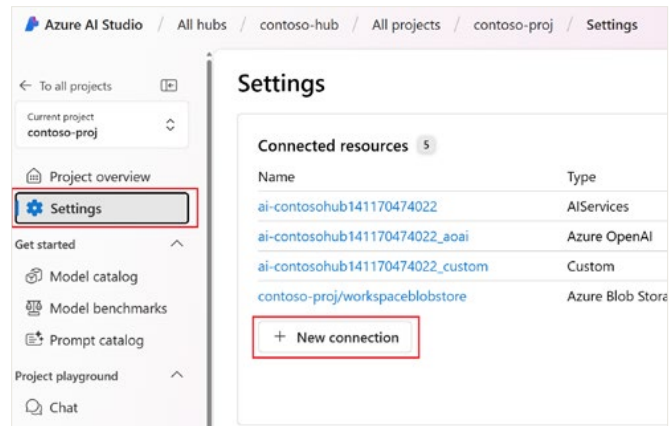 Azure AI Studio / All hubs / contoso-hub / All projects / contoso-proj / Settings
To all projects
Current project
contoso-proj
Project overview
Settings
Get started
Model catalog
Model benchmarks
Prompt catalog
Project playground
Chat
Settings
Connected resources 5
Name Type
ai-contosohub141170474022 AIServices
ai-contosohub141170474022_aoai Azure OpenAI
ai-contosohub141170474022_custom Custom
contoso-proj/workspaceblobstore Azure Blob Stora
+ New connection